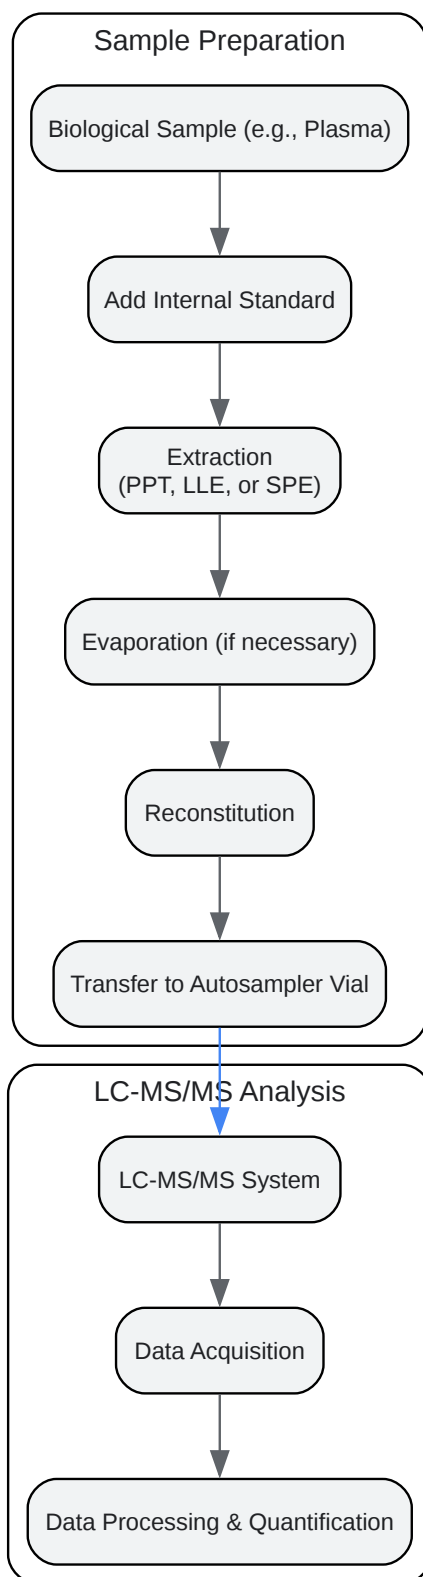 Sample Preparation
Biological Sample (e.g., Plasma)
Add Internal Standard
Extraction
(PPT, LLE, or SPE)
Evaporation (if necessary)
Reconstitution
Transfer to Autosampler Vial
LC-MS/MS Analysis
LC-MS/MS System
Data Acquisition
Data Processing & Quantification